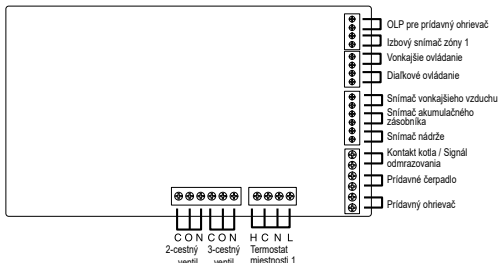 OLP pre prídavný ohrievač
Izbový snímač zóny 1
Vonkajšie ovládanie
Diaľkové ovládanie
Snímač vonkajšieho vzduchu
Snímač akumulačného
zásobníka
Snímač nádrže
Kontakt kotla / Signál
odmrazovania
Prídavné čerpadlo
Prídavný ohrievač
C O N C O N H C N L
2-cestný 3-cestný Termostat
ventil ventil miestnosti 1